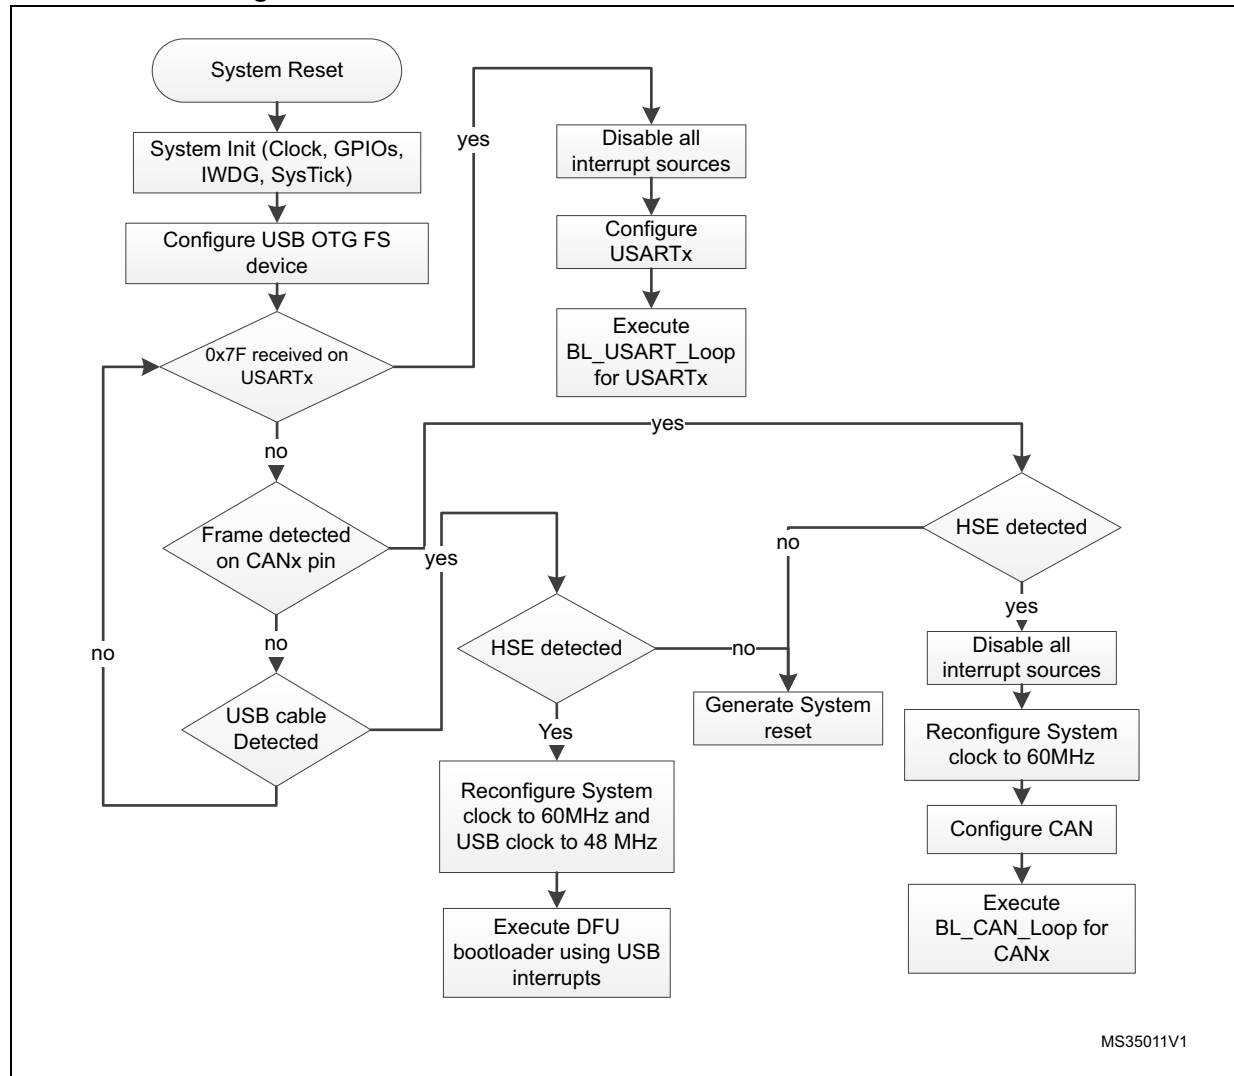 System Reset
System Init (Clock, GPIOs,
IWDG, SysTick)
Configure USB OTG FS
device
0x7F received on
USARTx
yes
Disable all
interrupt sources
Configure
USARTx
Execute
BL_USART_Loop
for USARTx
no
Frame detected
on CANx pin
yes
HSE detected
no
yes
Disable all
interrupt sources
Reconfigure System
clock to 60MHz
Configure CAN
Execute
BL_CAN_Loop for
CANx
no
USB cable
Detected
no
yes
HSE detected
no
Generate System
reset
Yes
Reconfigure System
clock to 60MHz and
USB clock to 48 MHz
Execute DFU
bootloader using USB
interrupts
MS35011V1